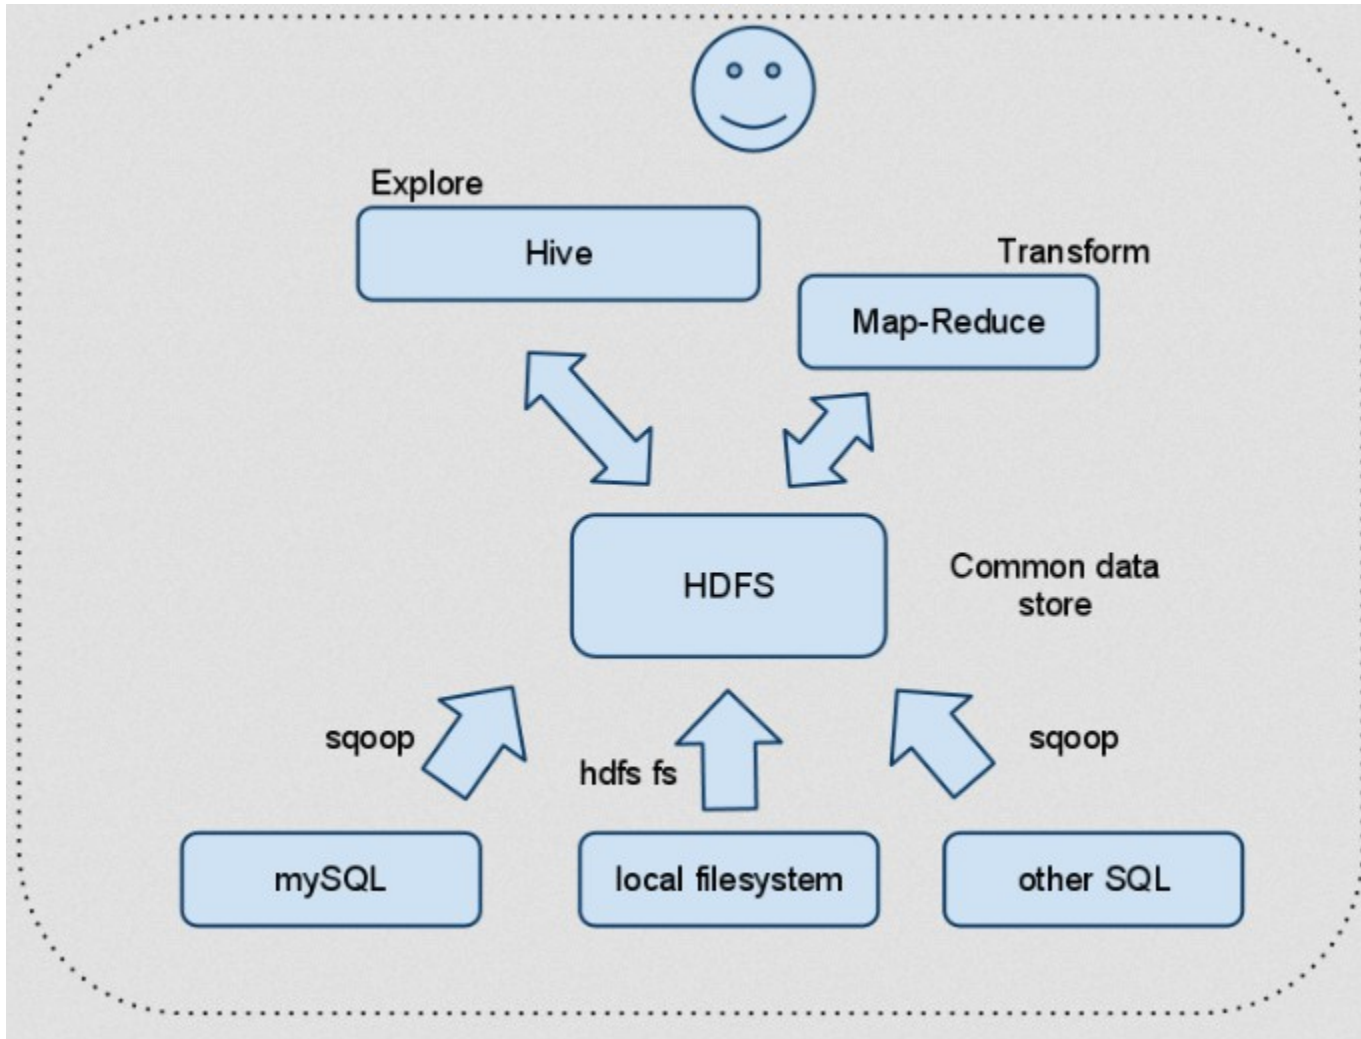 Explore
Hive
Transform
Map-Reduce
HDFS
Common data
store
sqoop
hdfs fs
sqoop
mySQL
local filesystem
other SQL